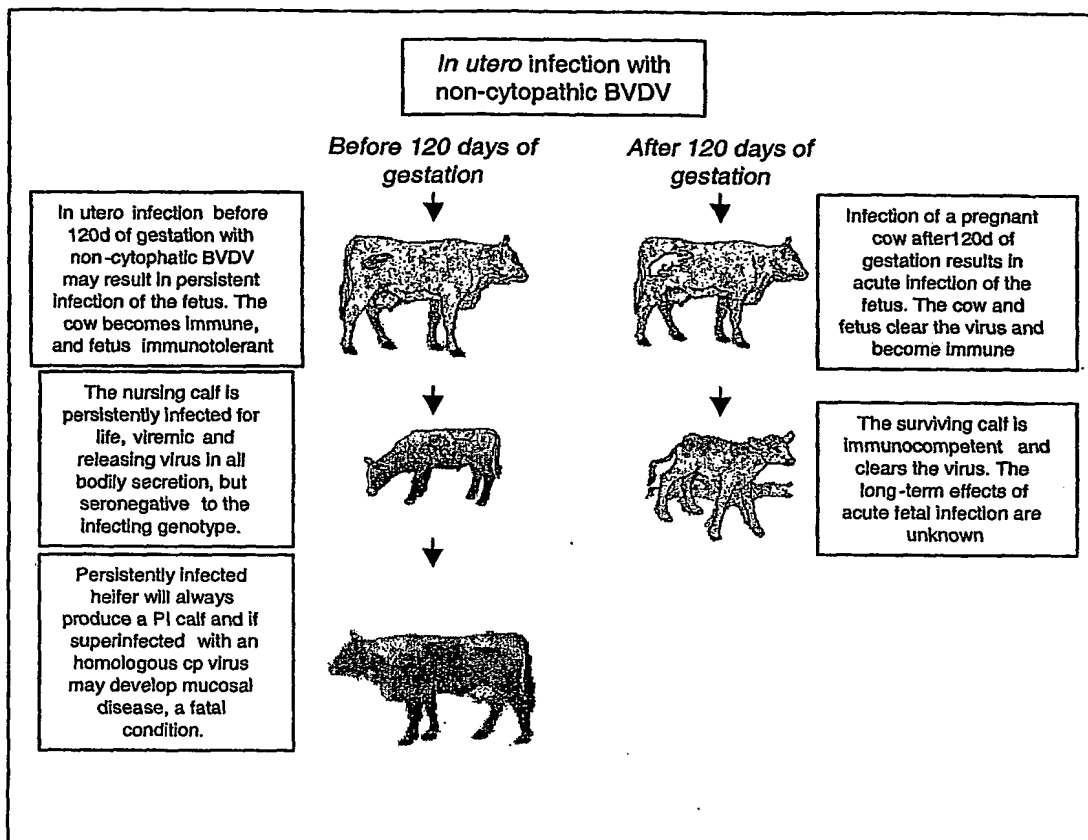 In utero infection with
non-cytopathic BVDV
Before 120 days of
gestation
After 120 days of
gestation
In utero infection before
120d of gestation with
non-cytophatic BVDV
may result in persistent
infection of the fetus. The
cow becomes immune,
and fetus immunotolerant
Infection of a pregnant
cow after120d of
gestation results in
acute infection of the
fetus. The cow and
fetus clear the virus and
become immune
The nursing calf is
persistently infected for
life, viremic and
releasing virus in all
bodily secretion, but
seronegative to the
infecting genotype.
The surviving calf is
immunocompetent and
clears the virus. The
long-term effects of
acute fetal infection are
unknown
Persistently infected
heifer will always
produce a PI calf and if
superinfected with an
homologous cp virus
may develop mucosal
disease, a fatal
condition.